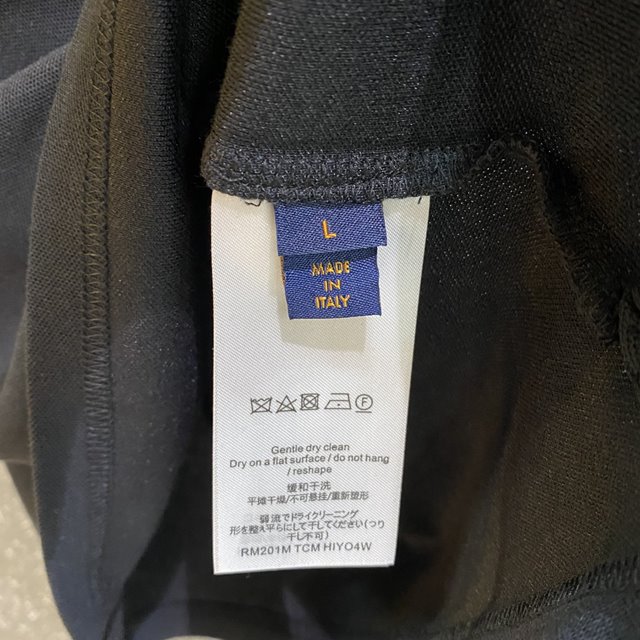 L
MADE
IN
ITALY
F
Gentle dry clean
Dry on a flat surface / do not hang
/ reshape
缓和干洗
平摊干燥/不可悬挂/重新塑形
弱流でドライクリーニング
形を整え平らにして干してください(つり
干し不可)
RM201M TCM HIYO4W